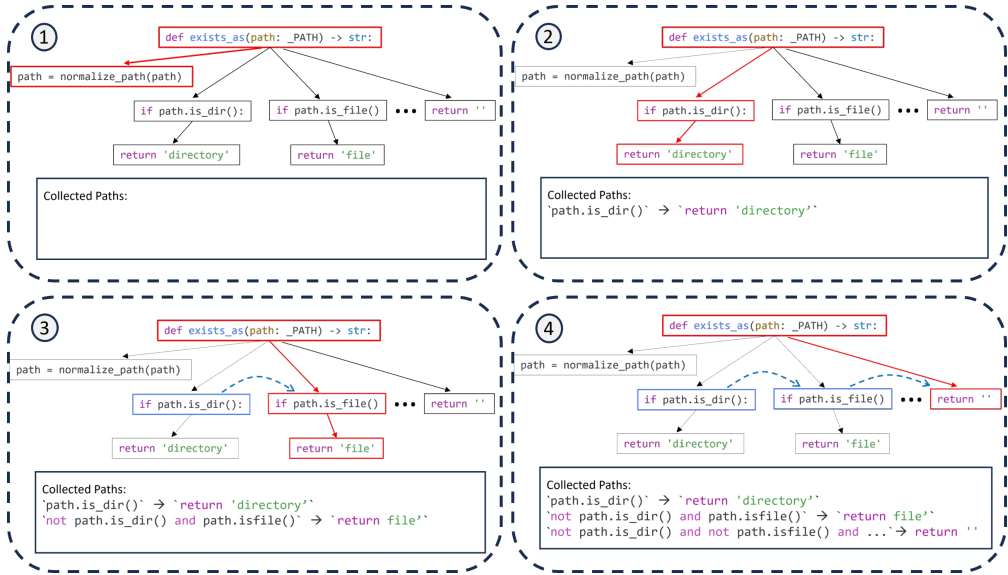 1
def exists_as(path: _PATH) -> str:
path = normalize_path(path)
if path.is_dir():
if path.is_file()
•••
return ''
return 'directory'
return 'file'
Collected Paths:
2
def exists_as(path: _PATH) -> str:
path = normalize_path(path)
if path.is_dir():
if path.is_file()
•••
return ''
return 'directory'
return 'file'
Collected Paths:
`path.is_dir()` → `return 'directory’`
3
def exists_as(path: _PATH) -> str:
path = normalize_path(path)
if path.is_dir():
if path.is_file()
•••
return ''
return 'directory'
return 'file'
Collected Paths:
`path.is_dir()` → `return 'directory’`
`not path.is_dir() and path.isfile()` → `return file’`
4
def exists_as(path: _PATH) -> str:
path = normalize_path(path)
if path.is_dir():
if path.is_file()
•••
return ''
return 'directory'
return 'file'
Collected Paths:
`path.is_dir()` → `return 'directory’`
`not path.is_dir() and path.isfile()` → `return file’`
`not path.is_dir() and not path.isfile() and ...`→ return ''